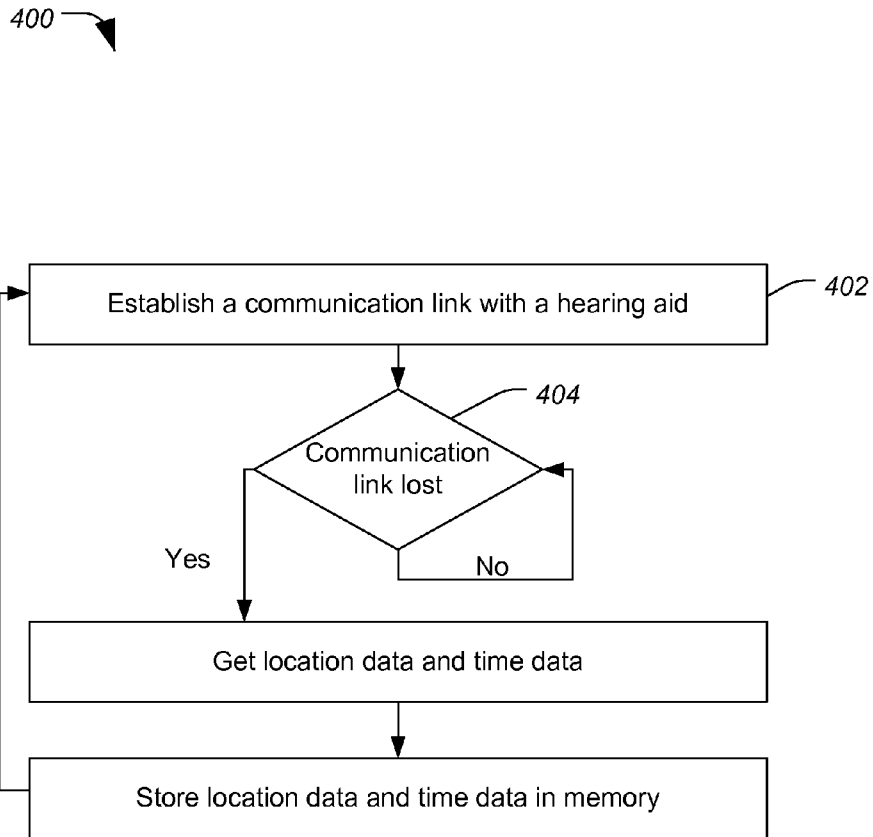 400
Establish a communication link with a hearing aid
402
404
Communication
link lost
Yes
No
Get location data and time data
Store location data and time data in memory